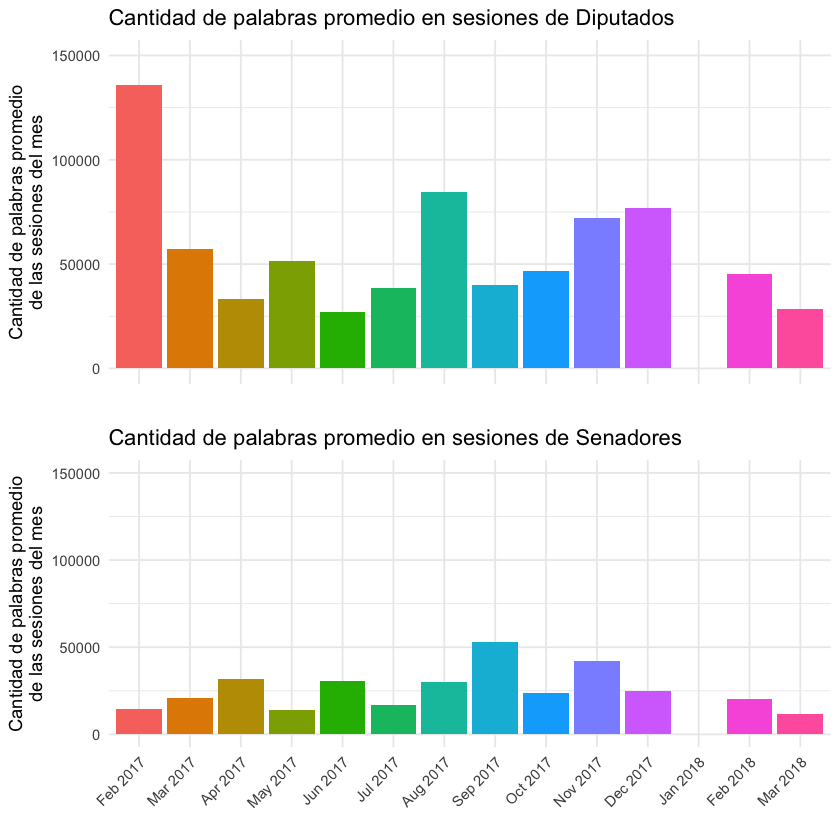 Cantidad de palabras promedio en sesiones de Diputados
Cantidad de palabras promedio
de las sesiones del mes
150000
100000
50000
0
Cantidad de palabras promedio en sesiones de Senadores
Cantidad de palabras promedio
de las sesiones del mes
150000
100000
50000
0
Feb 2017
Mar 2017
Apr 2017
May 2017
Jun 2017
Jul 2017
Aug 2017
Sep 2017
Oct 2017
Nov 2017
Dec 2017
Jan 2018
Feb 2018
Mar 2018